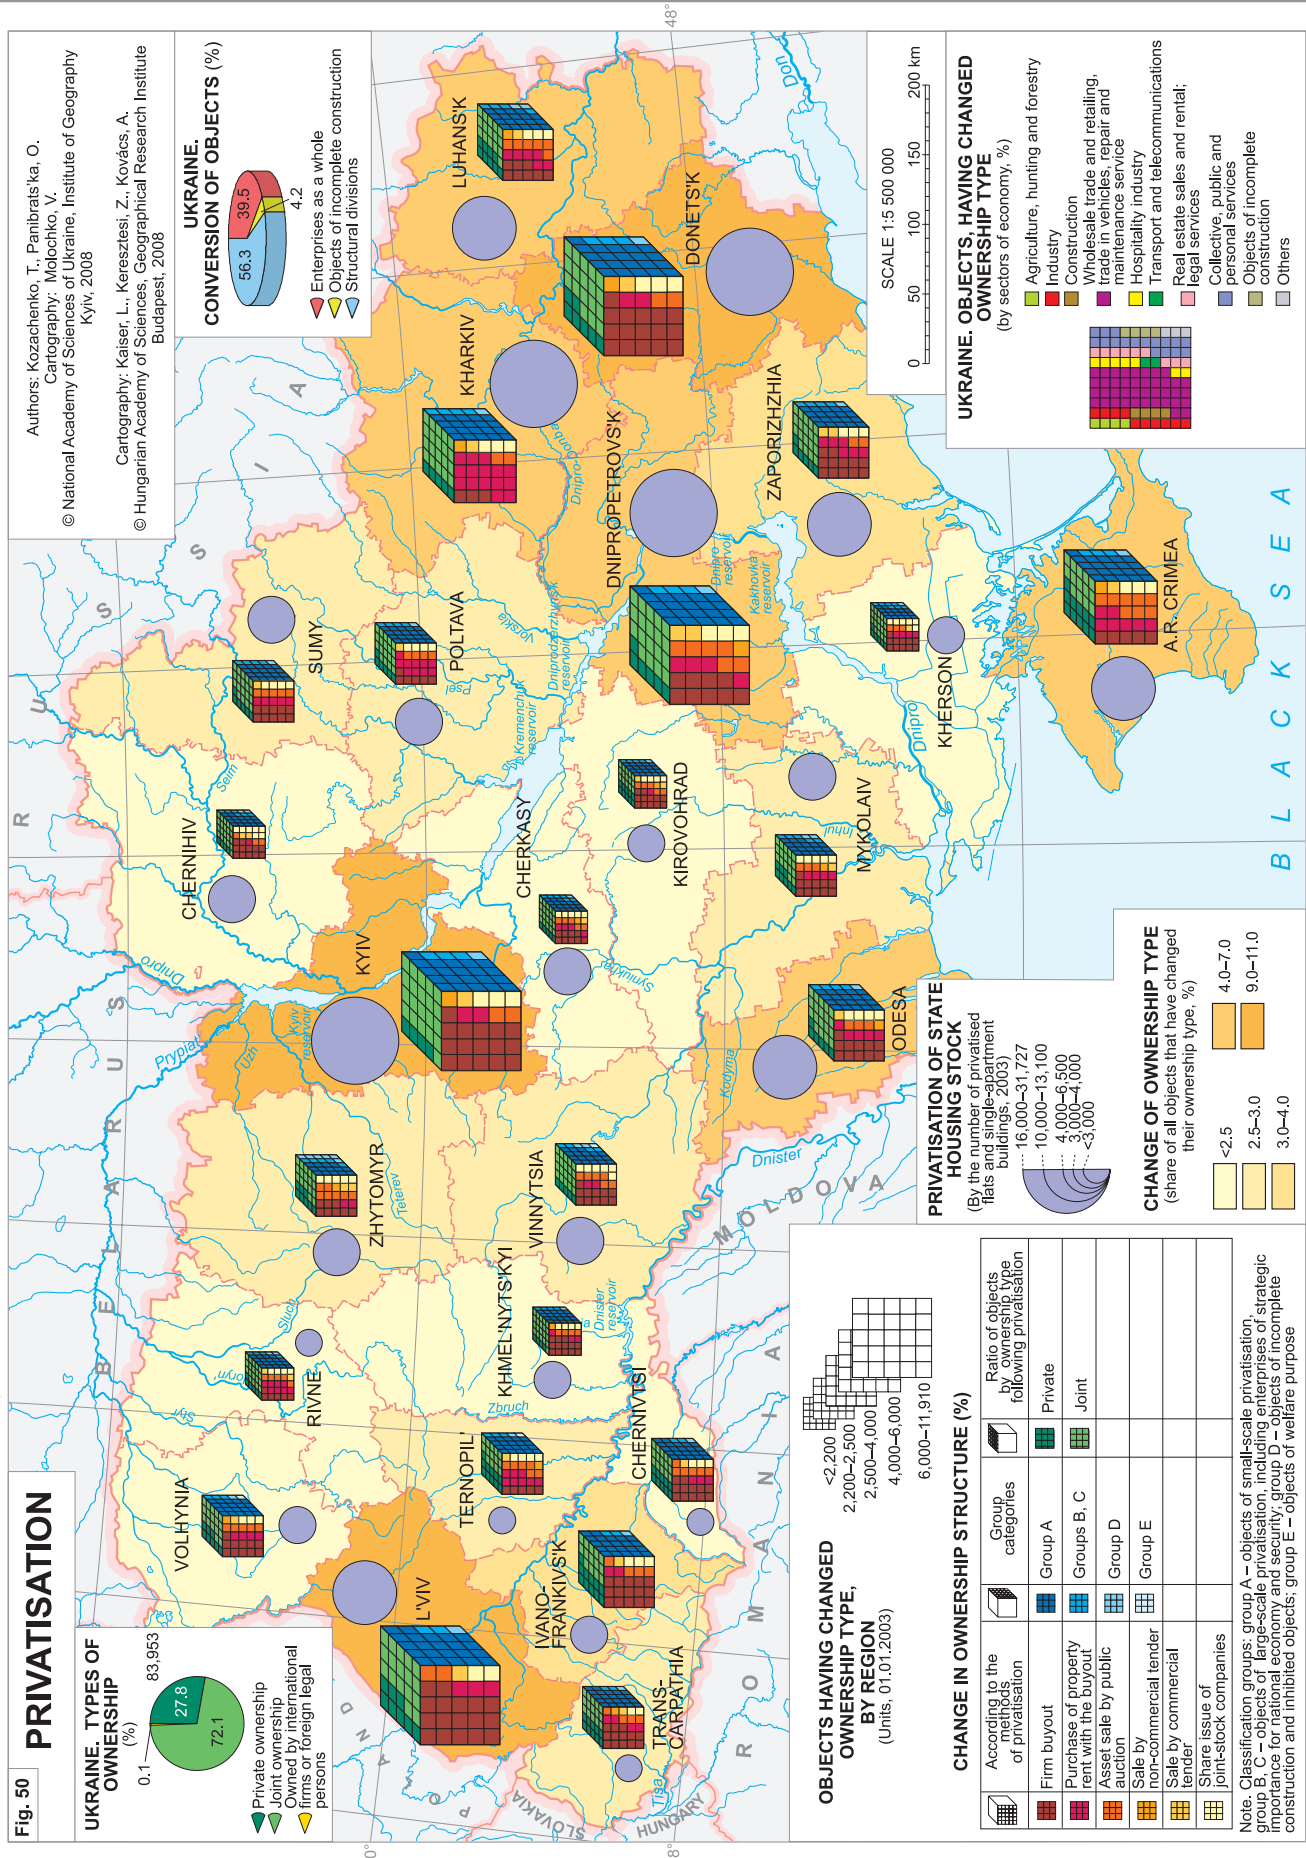 Fig. 50
PRIVATISATION
UKRAINE. TYPES OF
OWNERSHIP
(%)
0.1
83,953
27.8
72.1
Private ownership
Joint ownership
Owned by international
firms or foreign legal
persons
Authors: Kozachenko, T., Panibrats'ka, O.
Cartography: Molochko, V.
© National Academy of Sciences of Ukraine, Institute of Geography
Kyiv, 2008
Cartography: Kaiser, L., Keresztesi, Z., Kovács, A.
© Hungarian Academy of Sciences, Geographical Research Institute
Budapest, 2008
UKRAINE.
CONVERSION OF OBJECTS (%)
56.3
39.5
4.2
Enterprises as a whole
Objects of incomplete construction
Structural divisions
48°
0°
8°
R U S S I A
B E L A R U S
P O L A N D
SLOVAKIA
HUNGARY
R O M A N I A
M O L D O V A
B L A C K S E A
VOLHYNIA
RIVNE
ZHYTOMYR
KYIV
CHERNIHIV
SUMY
POLTAVA
KHARKIV
LUHANS'K
DONETS'K
L'VIV
TERNOPIL'
KHMEL'NYTS'KYI
VINNYTSIA
CHERKASY
KIROVOHRAD
DNIPROPETROVS'K
ZAPORIZHZHIA
TRANS-
CARPATHIA
IVANO-
FRANKIVS'K
CHERNIVTSI
ODESA
MYKOLAIV
KHERSON
A.R. CRIMEA
Styr
Horyn'
Sluch
Prypiat'
Uzh
Teterev
Kyiv
reservoir
Dnipro
Seim
Psel
Vorskla
Kremenchuk
reservoir
Dniprodzerzhyns'k
reservoir
Dnipro-Donbas
Dnipro
reservoir
Kakhovka
reservoir
Don
Zbruch
Dnister
reservoir
Dnister
Kodyma
Syniukha
Inhul
Dnipro
Tisa
SCALE 1:5 500 000
0 50 100 150 200 km
UKRAINE. OBJECTS, HAVING CHANGED
OWNERSHIP TYPE
(by sectors of economy, %)
Agriculture, hunting and forestry
Industry
Construction
Wholesale trade and retailing,
trade in vehicles, repair and
maintenance service
Hospitality industry
Transport and telecommunications
Real estate sales and rental;
legal services
Collective, public and
personal services
Objects of incomplete
construction
Others
OBJECTS HAVING CHANGED
OWNERSHIP TYPE,
BY REGION
(Units, 01.01.2003)
<2,200
2,200–2,500
2,500–4,000
4,000–6,000
6,000–11,910
PRIVATISATION OF STATE
HOUSING STOCK
(By the number of privatised
flats and single-apartment
buildings, 2003)
16,000–31,727
10,000–13,100
4,000–6,500
3,000–4,000
<3,000
CHANGE OF OWNERSHIP TYPE
(share of all objects that have changed
their ownership type, %)
<2.5
2.5–3.0
3.0–4.0
4.0–7.0
9.0–11.0
CHANGE IN OWNERSHIP STRUCTURE (%)
According to the
methods
of privatisation
Group
categories
Ratio of objects
by ownership type
following privatisation
Firm buyout
Group A
Private
Purchase of property
rent with the buyout
Groups B, C
Joint
Asset sale by public
auction
Group D
Sale by
non-commercial tender
Group E
Sale by commercial
tender
Share issue of
joint-stock companies
Note. Classification groups: group A – objects of small-scale privatisation,
group B, C – objects of large-scale privatisation, including enterprises of strategic
importance for national economy and security; group D – objects of incomplete
construction and inhibited objects; group E – objects of welfare purpose